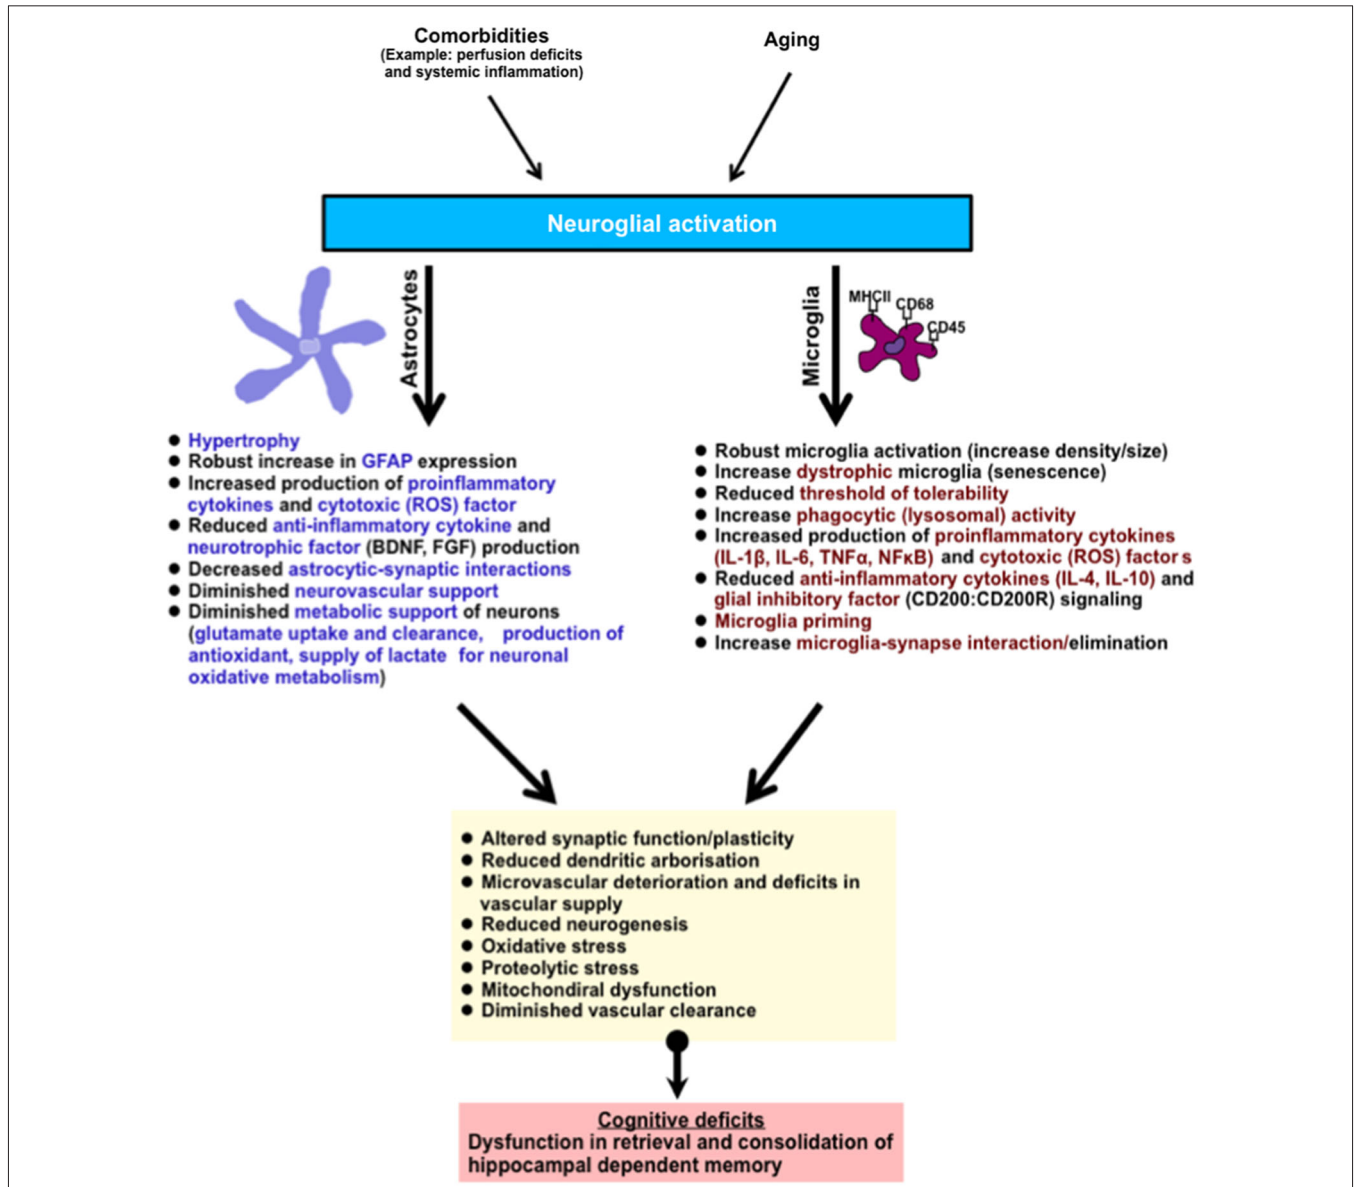 Comorbidities
(Example: perfusion deficits
and systemic inflammation)
Aging
Neuroglial activation
Astrocytes
Microglia
MHCII
CD68
CD45
● Hypertrophy
● Robust increase in GFAP expression
● Increased production of proinflammatory
cytokines and cytotoxic (ROS) factor
● Reduced anti-inflammatory cytokine and
neurotrophic factor (BDNF, FGF) production
● Decreased astrocytic-synaptic interactions
● Diminished neurovascular support
● Diminished metabolic support of neurons
(glutamate uptake and clearance, production of
antioxidant, supply of lactate for neuronal
oxidative metabolism)
● Robust microglia activation (increase density/size)
● Increase dystrophic microglia (senescence)
● Reduced threshold of tolerability
● Increase phagocytic (lysosomal) activity
● Increased production of proinflammatory cytokines
(IL-1β, IL-6, TNFα, NFκB) and cytotoxic (ROS) factors
● Reduced anti-inflammatory cytokines (IL-4, IL-10) and
glial inhibitory factor (CD200:CD200R) signaling
● Microglia priming
● Increase microglia-synapse interaction/elimination
● Altered synaptic function/plasticity
● Reduced dendritic arborisation
● Microvascular deterioration and deficits in
vascular supply
● Reduced neurogenesis
● Oxidative stress
● Proteolytic stress
● Mitochondiral dysfunction
● Diminished vascular clearance
Cognitive deficits
Dysfunction in retrieval and consolidation of
hippocampal dependent memory